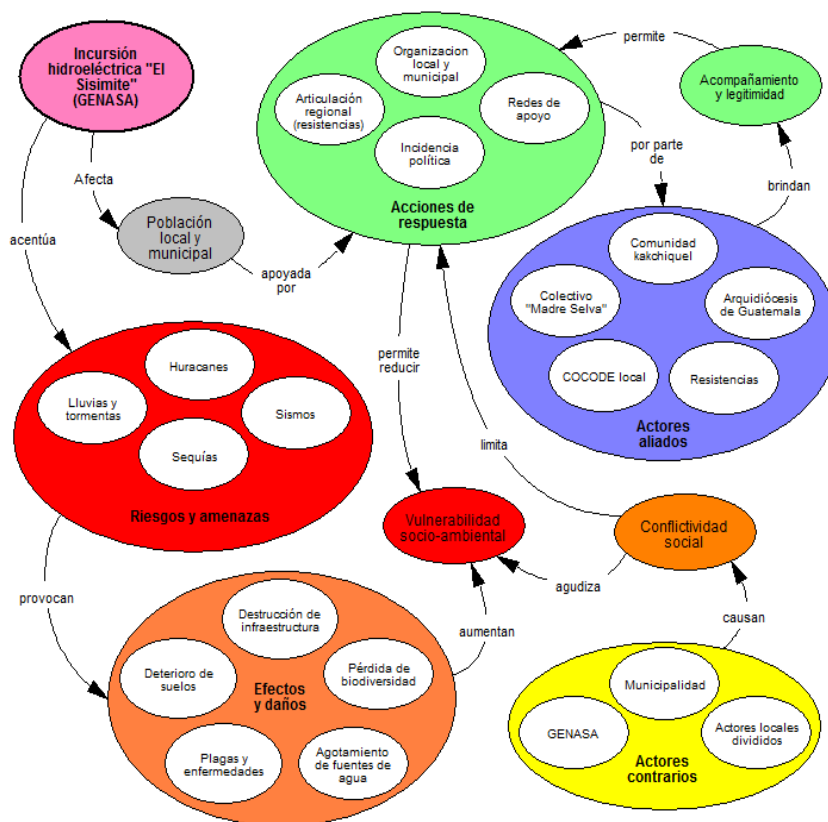 Incursión
hidroeléctrica "El
Sisimite"
(GENASA)
Afecta
acentúa
Población
local y
municipal
apoyada
por
Organizacion
local y
municipal
Articulación
regional
(resistencias)
Redes de
apoyo
Incidencia
política
Acciones de
respuesta
permite
Acompañamiento
y legitimidad
por parte
de
brindan
Comunidad
kakchiquel
Colectivo
"Madre Selva"
Arquidiócesis
de Guatemala
COCODE local
Resistencias
Actores
aliados
permite
reducir
limita
Huracanes
Lluvias y
tormentas
Sismos
Sequías
Riesgos y amenazas
Vulnerabilidad
socio-ambiental
Conflictividad
social
provocan
agudiza
aumentan
causan
Destrucción de
infraestructura
Deterioro de
suelos
Pérdida de
biodiversidad
Efectos
y daños
Plagas y
enfermedades
Agotamiento
de fuentes de
agua
Municipalidad
GENASA
Actores locales
divididos
Actores
contrarios